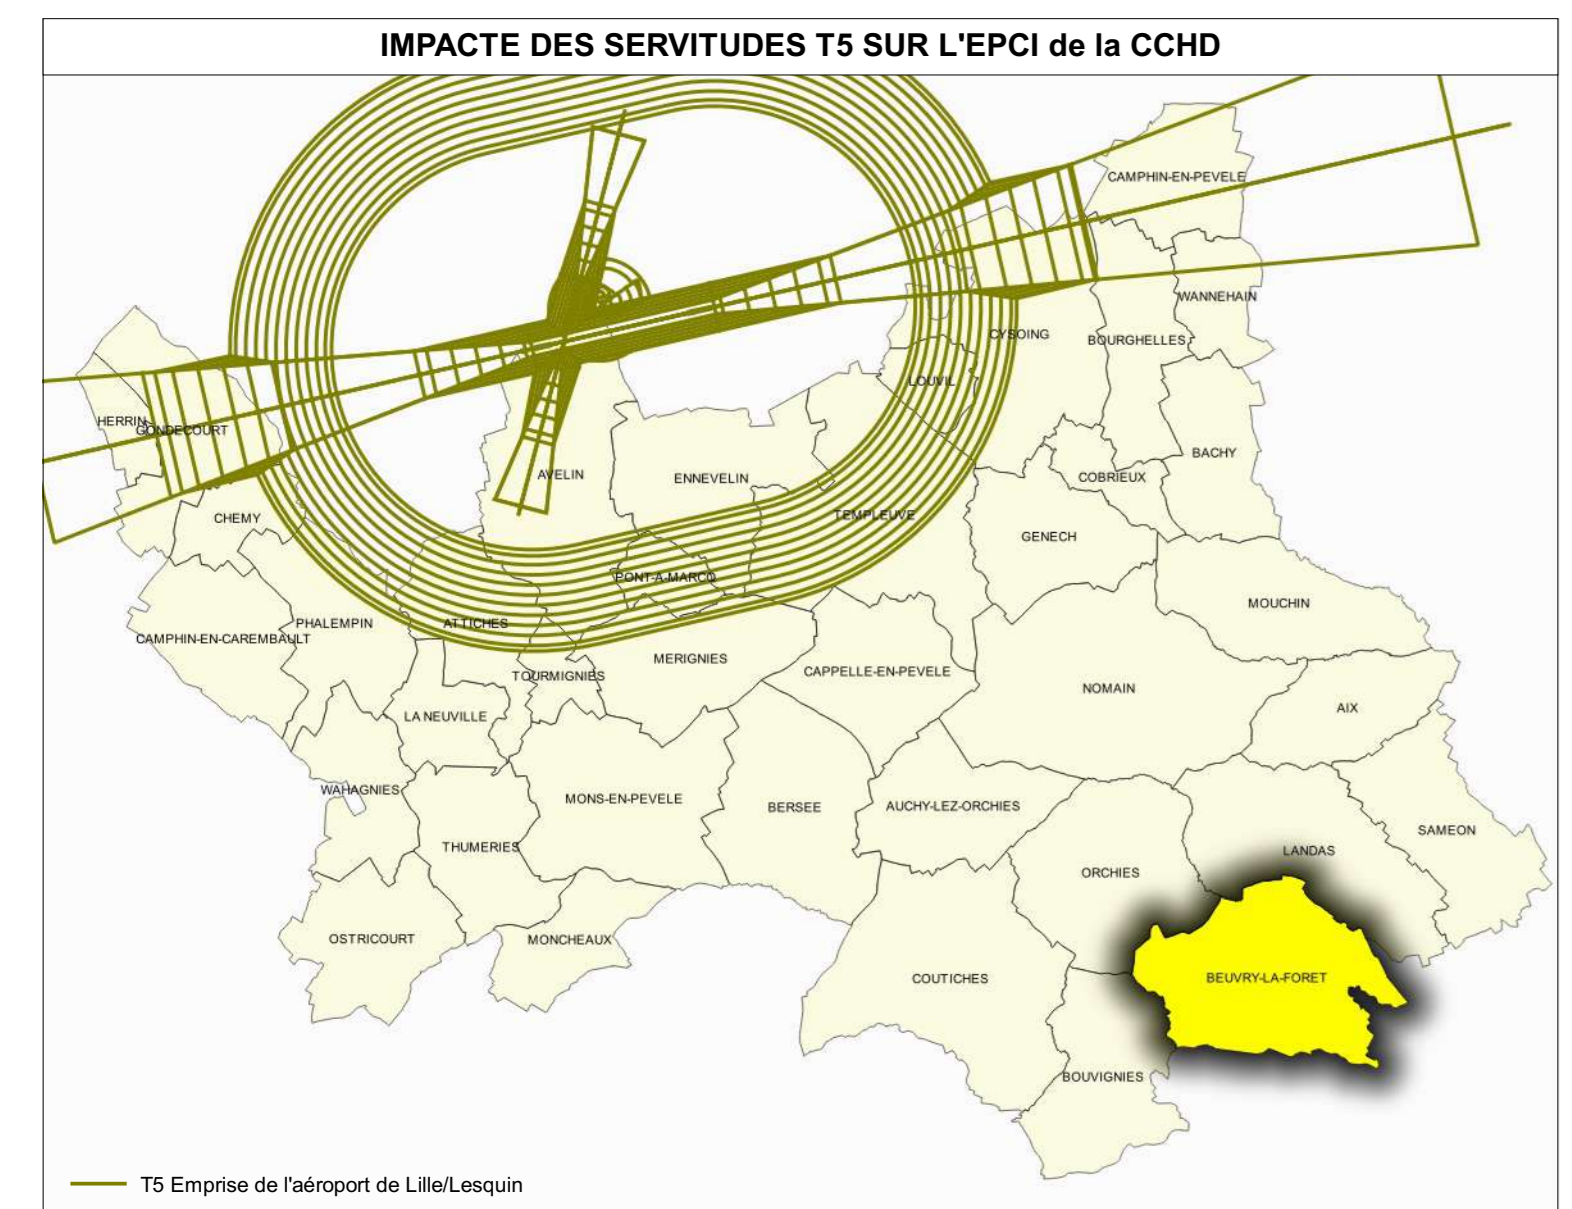 IMPACTE DES SERVITUDES T5 SUR L'EPCI de la CCHD
CAMPHIN-EN-PEVELE
WANNEHAIN
CYSOING
BOURGHELLES
LOUVIL
HERRIN
GONDECOURT
BACHY
AVELIN
ENNEVELIN
COBRIEUX
CHEMY
TEMPLEUVE
GENECH
PONT-A-MARCQ
MOUCHIN
PHALEMPIN
ATTICHES
CAMPHIN-EN-CAREMBAULT
MERIGNIES
CAPPELLE-EN-PEVELE
TOURMIGNIES
NOMAIN
AIX
LA NEUVILLE
WAHAGNIES
MONS-EN-PEVELE
BERSEE
AUCHY-LEZ-ORCHIES
SAMEON
THUMERIES
LANDAS
ORCHIES
OSTRICOURT
MONCHEAUX
COUTICHES
BEUVRY-LA-FORET
BOUVIGNIES
T5 Emprise de l'aéroport de Lille/Lesquin